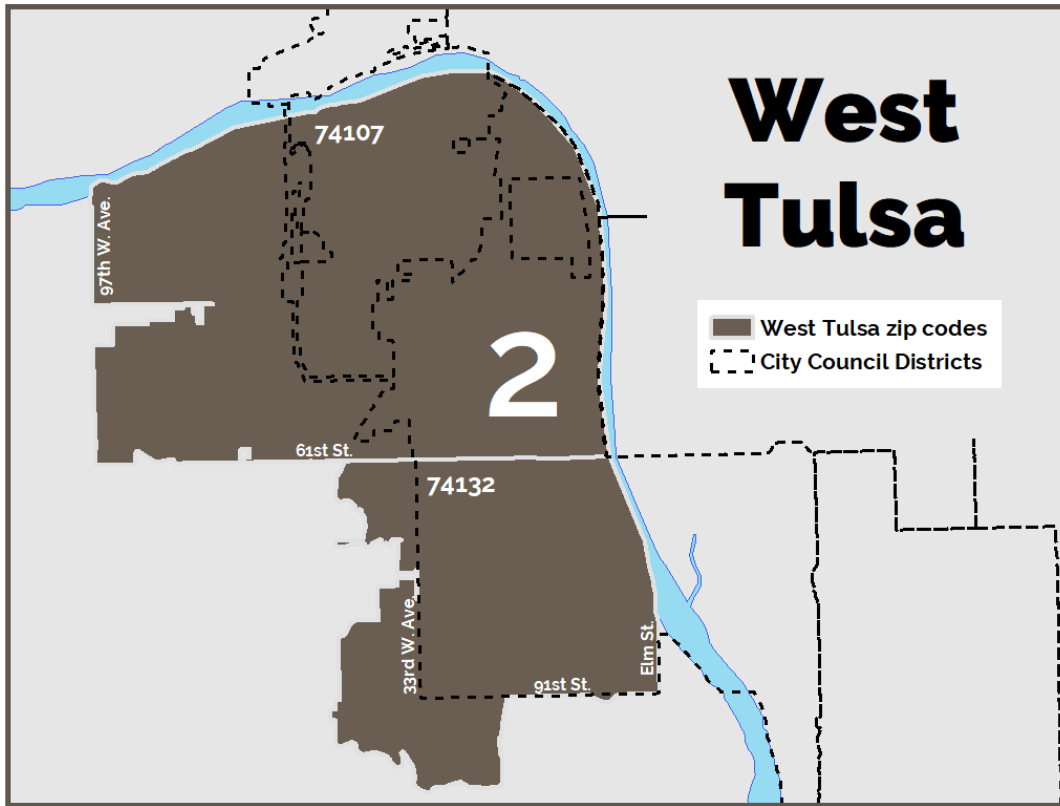 West
Tulsa
74107
97th W. Ave.
West Tulsa zip codes
City Council Districts
2
61st St.
74132
33rd W. Ave.
Elm St.
91st St.